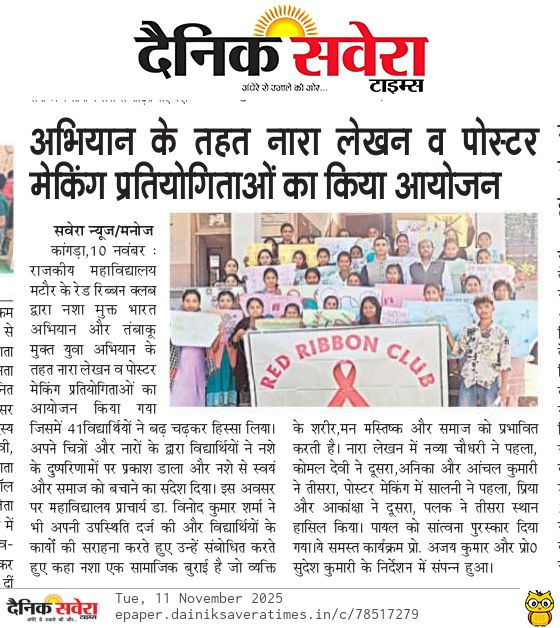 दैनिक सवेरा
टाइम्स
अंधेरे से उजाले की ओर...
अभियान के तहत नारा लेखन व पोस्टर
मेकिंग प्रतियोगिताओं का किया आयोजन
सवेरा न्यूज/मनोज
कांगड़ा,10 नवंबर :
राजकीय महाविद्यालय
मटौर के रेड रिब्बन क्लब
द्वारा नशा मुक्त भारत
अभियान और तंबाकू
मुक्त युवा अभियान के
तहत नारा लेखन व पोस्टर
मेकिंग प्रतियोगिताओं का
आयोजन किया गया
जिसमें 41विद्यार्थियों ने बढ़ चढ़कर हिस्सा लिया।
अपने चित्रों और नारों के द्वारा विद्यार्थियों ने नशे
के दुष्परिणामों पर प्रकाश डाला और नशे से स्वयं
और समाज को बचाने का संदेश दिया। इस अवसर
पर महाविद्यालय प्राचार्य डा. विनोद कुमार शर्मा ने
भी अपनी उपस्थिति दर्ज की और विद्यार्थियों के
कार्यों की सराहना करते हुए उन्हें संबोधित करते
हुए कहा नशा एक सामाजिक बुराई है जो व्यक्ति
RED RIBBON CLUB
के शरीर,मन मस्तिष्क और समाज को प्रभावित
करती है। नारा लेखन में नव्या चौधरी ने पहला,
कोमल देवी ने दूसरा,अनिका और आंचल कुमारी
ने तीसरा, पोस्टर मेकिंग में सालनी ने पहला, प्रिया
और आकांक्षा ने दूसरा, पलक ने तीसरा स्थान
हासिल किया। पायल को सांत्वना पुरस्कार दिया
गया।ये समस्त कार्यक्रम प्रो. अजय कुमार और प्रो0
सुदेश कुमारी के निर्देशन में संपन्न हुआ।
दैनिक सवेरा
टाइम्स
अंधेरे से उजाले की ओर...
Tue, 11 November 2025
epaper.dainiksaveratimes.in/c/78517279